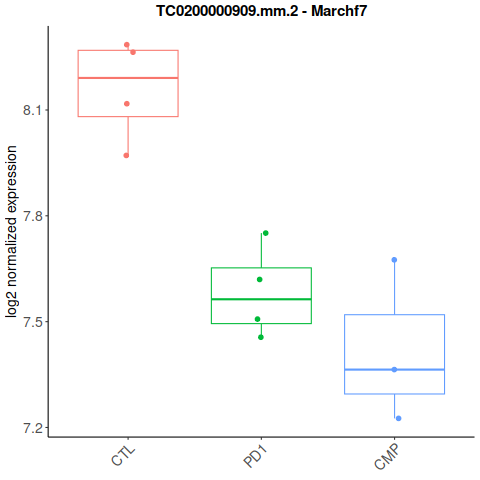 TC0200000909.mm.2 - Marchf7
log2 normalized expression
8.1
7.8
7.5
7.2
CTL
PD1
CMP